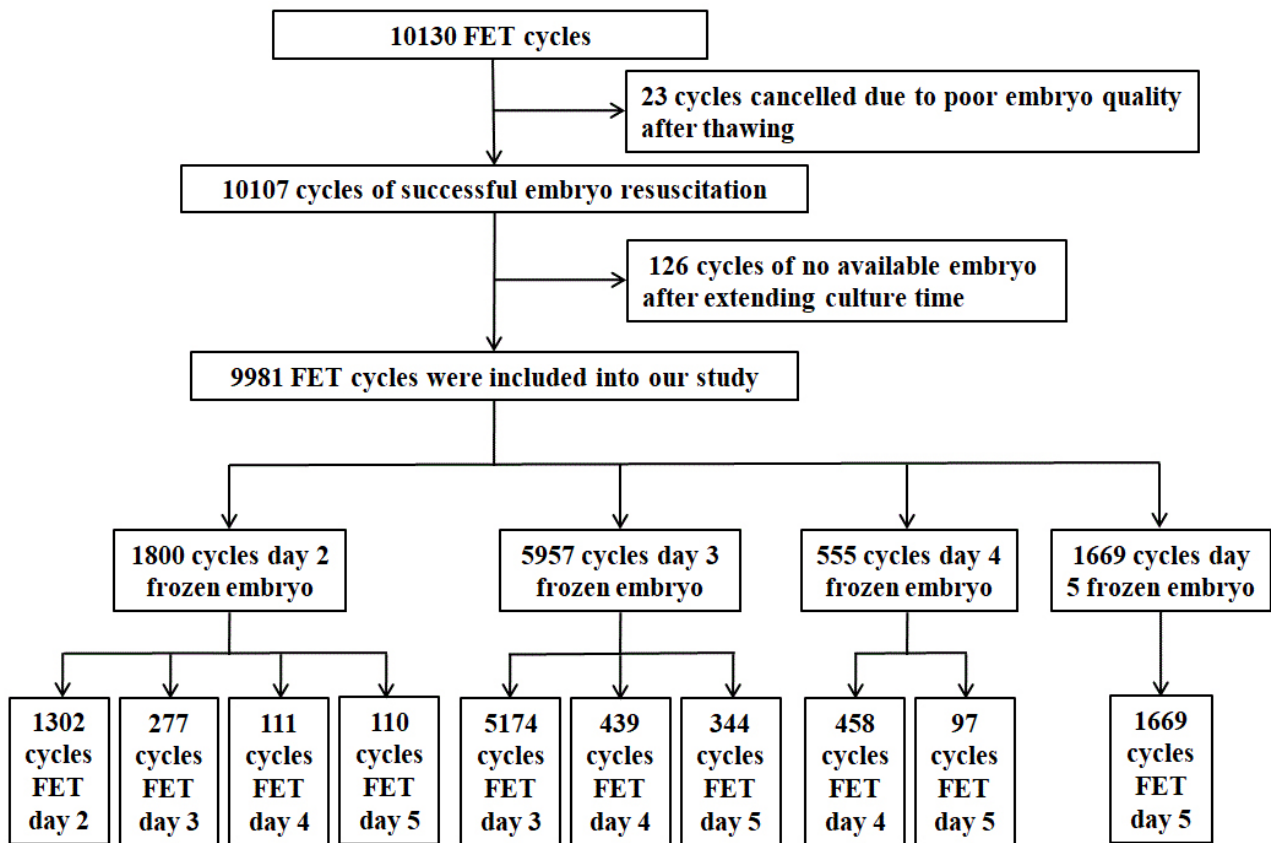 10130 FET cycles
23 cycles cancelled due to poor embryo quality
after thawing
10107 cycles of successful embryo resuscitation
126 cycles of no available embryo
after extending culture time
9981 FET cycles were included into our study
1800 cycles day 2
frozen embryo
5957 cycles day 3
frozen embryo
555 cycles day 4
frozen embryo
1669 cycles day
5 frozen embryo
1302
cycles
FET
day 2
277
cycles
FET
day 3
111
cycles
FET
day 4
110
cycles
FET
day 5
5174
cycles
FET
day 3
439
cycles
FET
day 4
344
cycles
FET
day 5
458
cycles
FET
day 4
97
cycles
FET
day 5
1669
cycles
FET
day 5